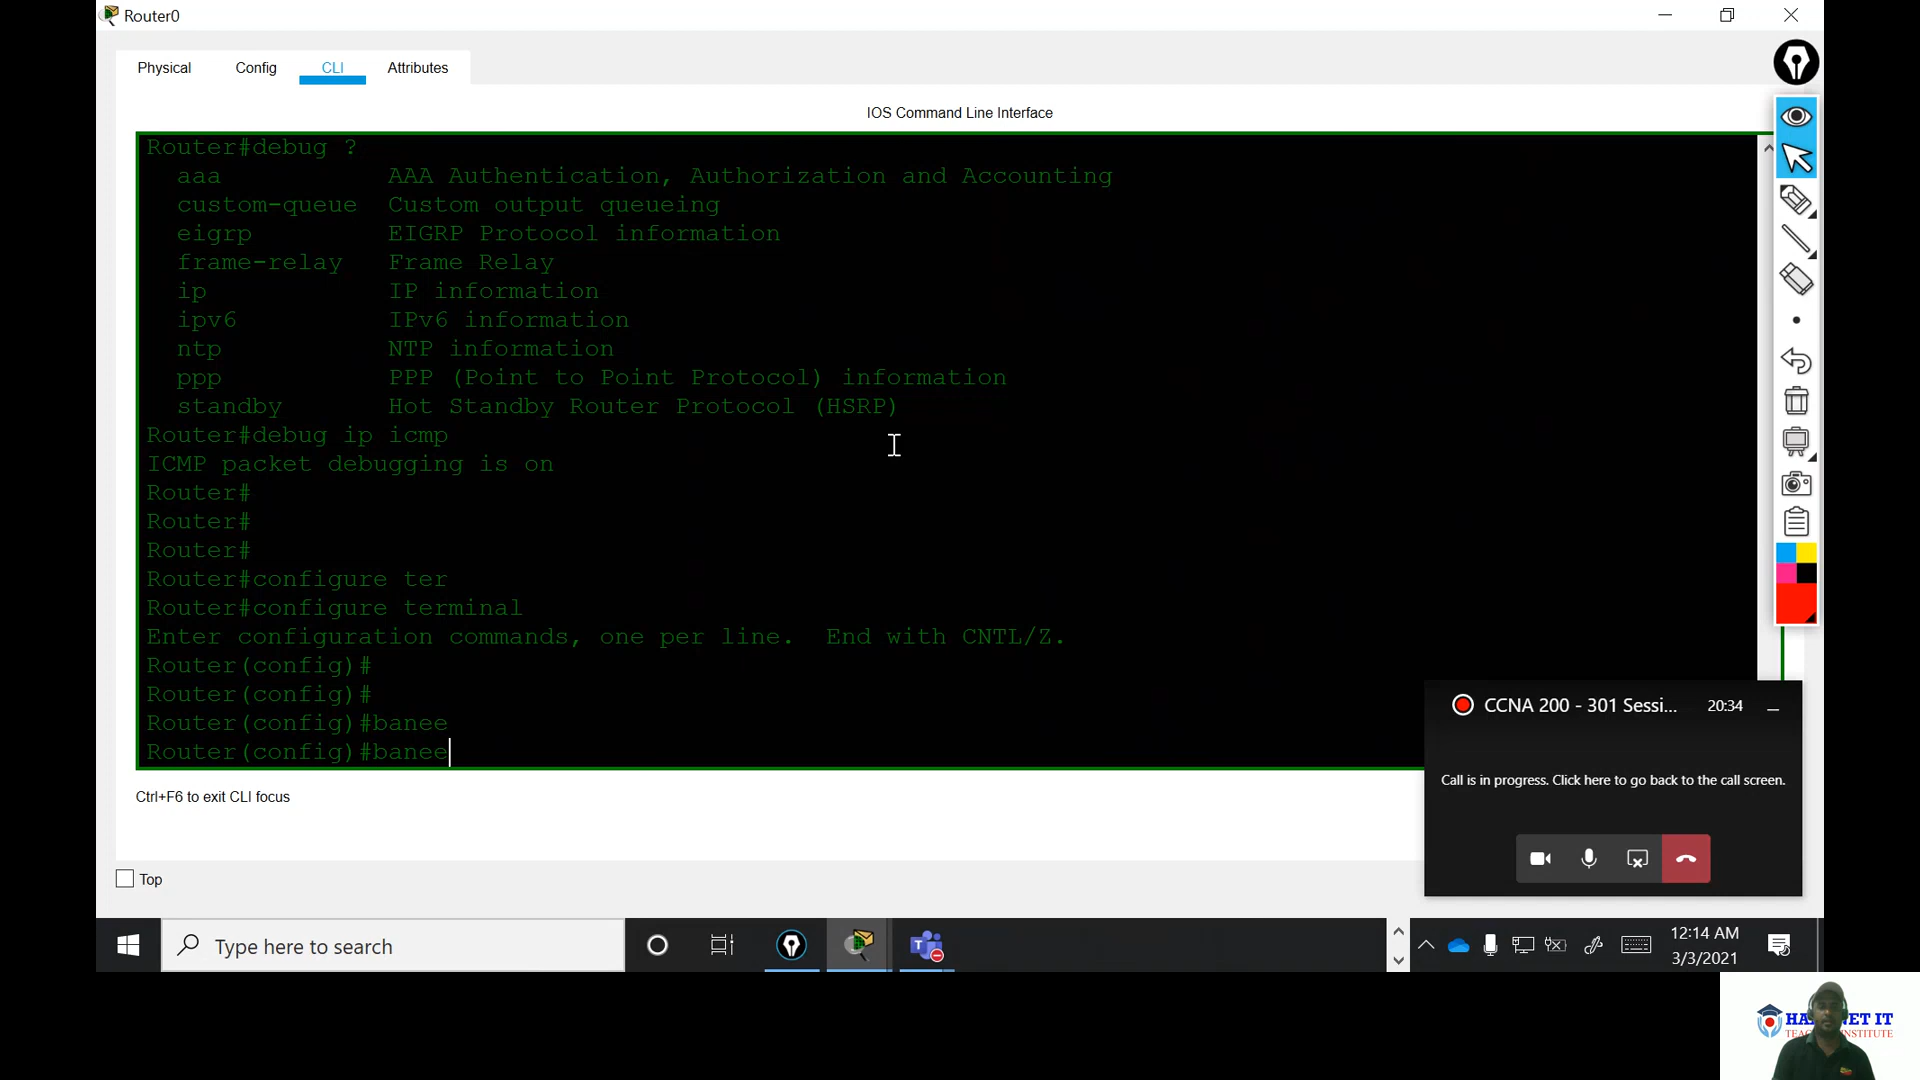 Router0
Physical Config CLI Attributes
IOS Command Line Interface
Router#debug ?
aaa AAA Authentication, Authorization and Accounting
custom-queue Custom output queueing
eigrp EIGRP Protocol information
frame-relay Frame Relay
ip IP information
ipv6 IPv6 information
ntp NTP information
ppp PPP (Point to Point Protocol) information
standby Hot Standby Router Protocol (HSRP)
Router#debug ip icmp
ICMP packet debugging is on
Router#
Router#
Router#
Router#configure ter
Router#configure terminal
Enter configuration commands, one per line. End with CNTL/Z.
Router(config)#
Router(config)#
Router(config)#banee
Router(config)#banee
CCNA 200 - 301 Sessi... 20:34
Call is in progress. Click here to go back to the call screen.
Ctrl+F6 to exit CLI focus
Top
Type here to search
12:14 AM
3/3/2021
NET IT